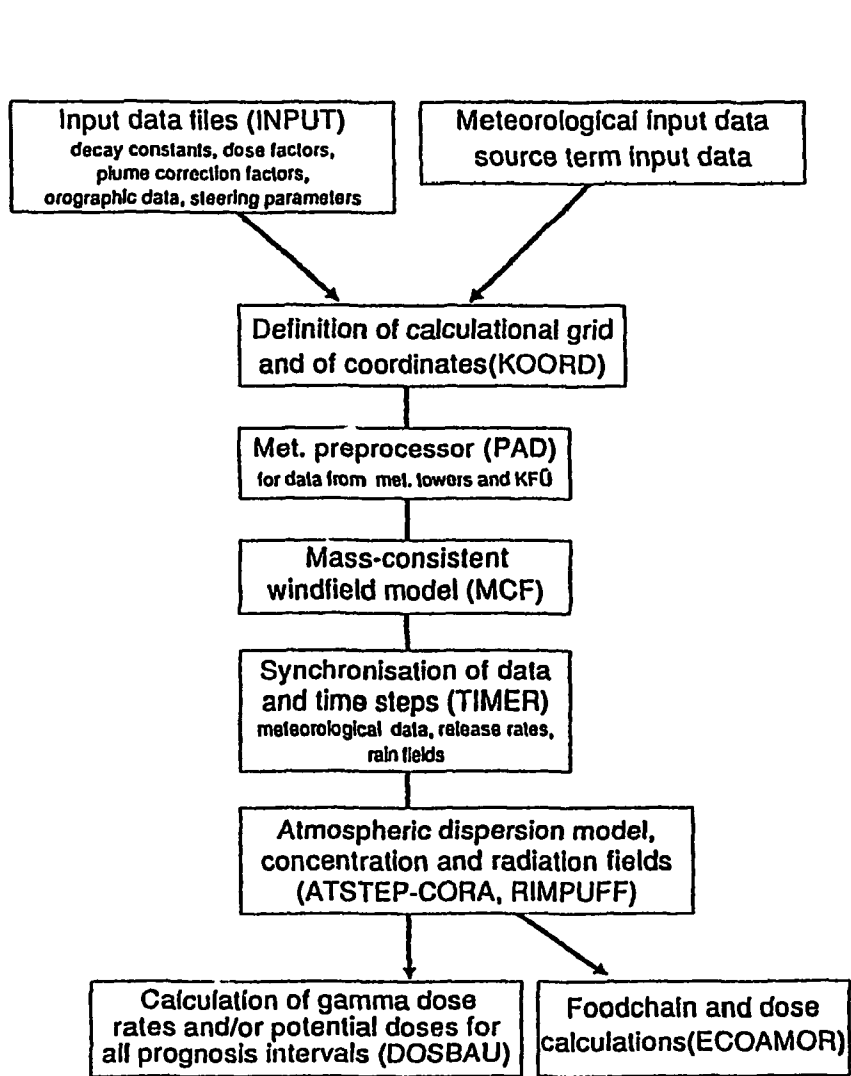 Input data files (INPUT)
decay constants, dose factors,
plume correction factors,
orographic data, steering parameters
Meteorological input data
source term input data
Definition of calculational grid
and of coordinates(KOORD)
Met. preprocessor (PAD)
for data from met. towers and KFÜ
Mass-consistent
windfield model (MCF)
Synchronisation of data
and time steps (TIMER)
meteorological data, release rates,
rain fields
Atmospheric dispersion model,
concentration and radiation fields
(ATSTEP-CORA, RIMPUFF)
Calculation of gamma dose
rates and/or potential doses for
all prognosis intervals (DOSBAU)
Foodchain and dose
calculations(ECOAMOR)